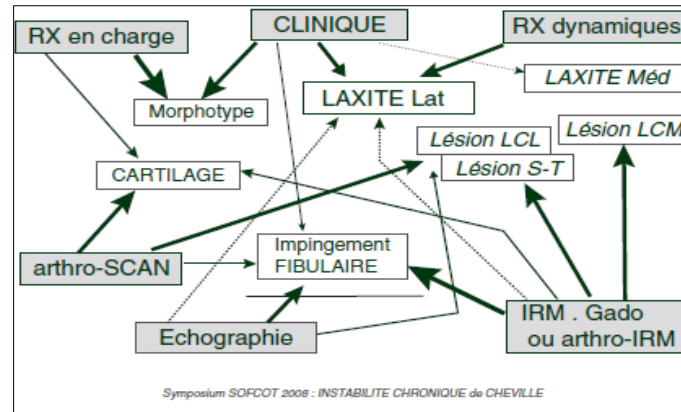 RX en charge
CLINIQUE
RX dynamiques
Morphotype
LAXITE Lat
LAXITE Méd
Lésion LCL
Lésion LCM
Lésion S-T
CARTILAGE
Impingement
FIBULAIRE
arthro-SCAN
Echographie
IRM . Gado
ou arthro-IRM
Symposium SOFCOT 2008 : INSTABILITE CHRONIQUE de CHEVILLE